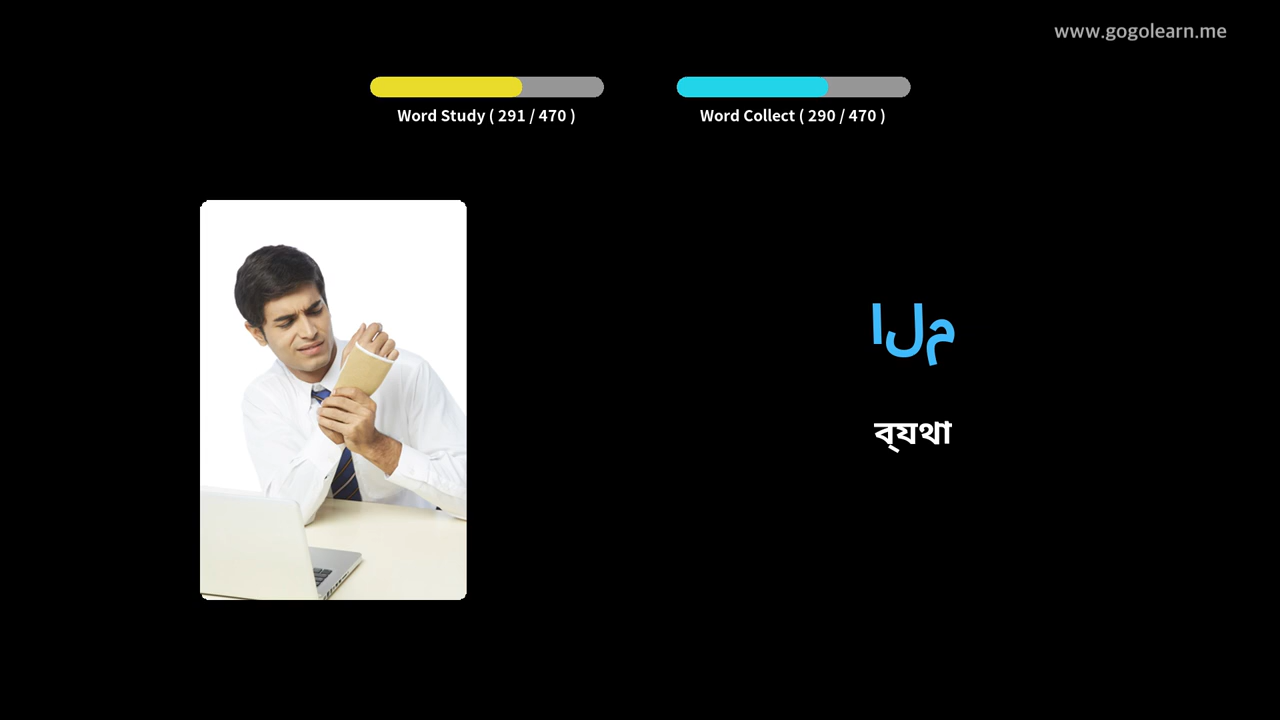 www.gogolearn.me
Word Study ( 291 / 470 )
Word Collect ( 290 / 470 )
الم
ব্যথা